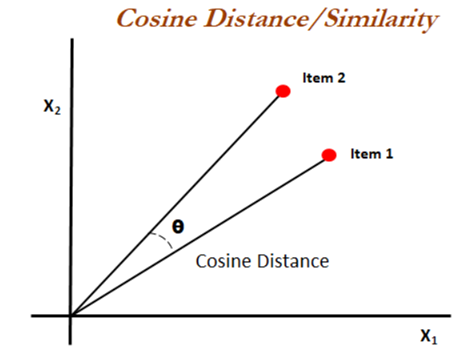 Cosine Distance/Similarity
Item 2
X₂
Item 1
θ
Cosine Distance
X₁